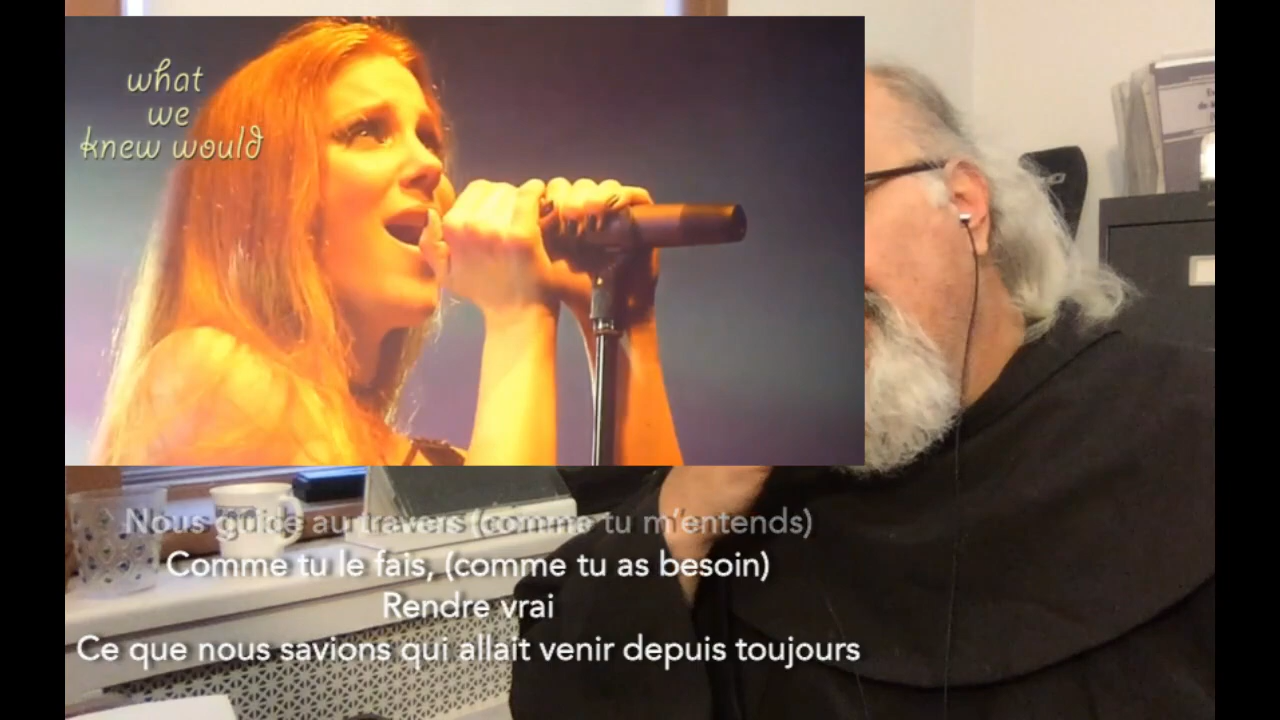 what
we
knew would
Nous guide au travers (comme tu m'entends)
Comme tu le fais, (comme tu as besoin)
Rendre vrai
Ce que nous savions qui allait venir depuis toujours